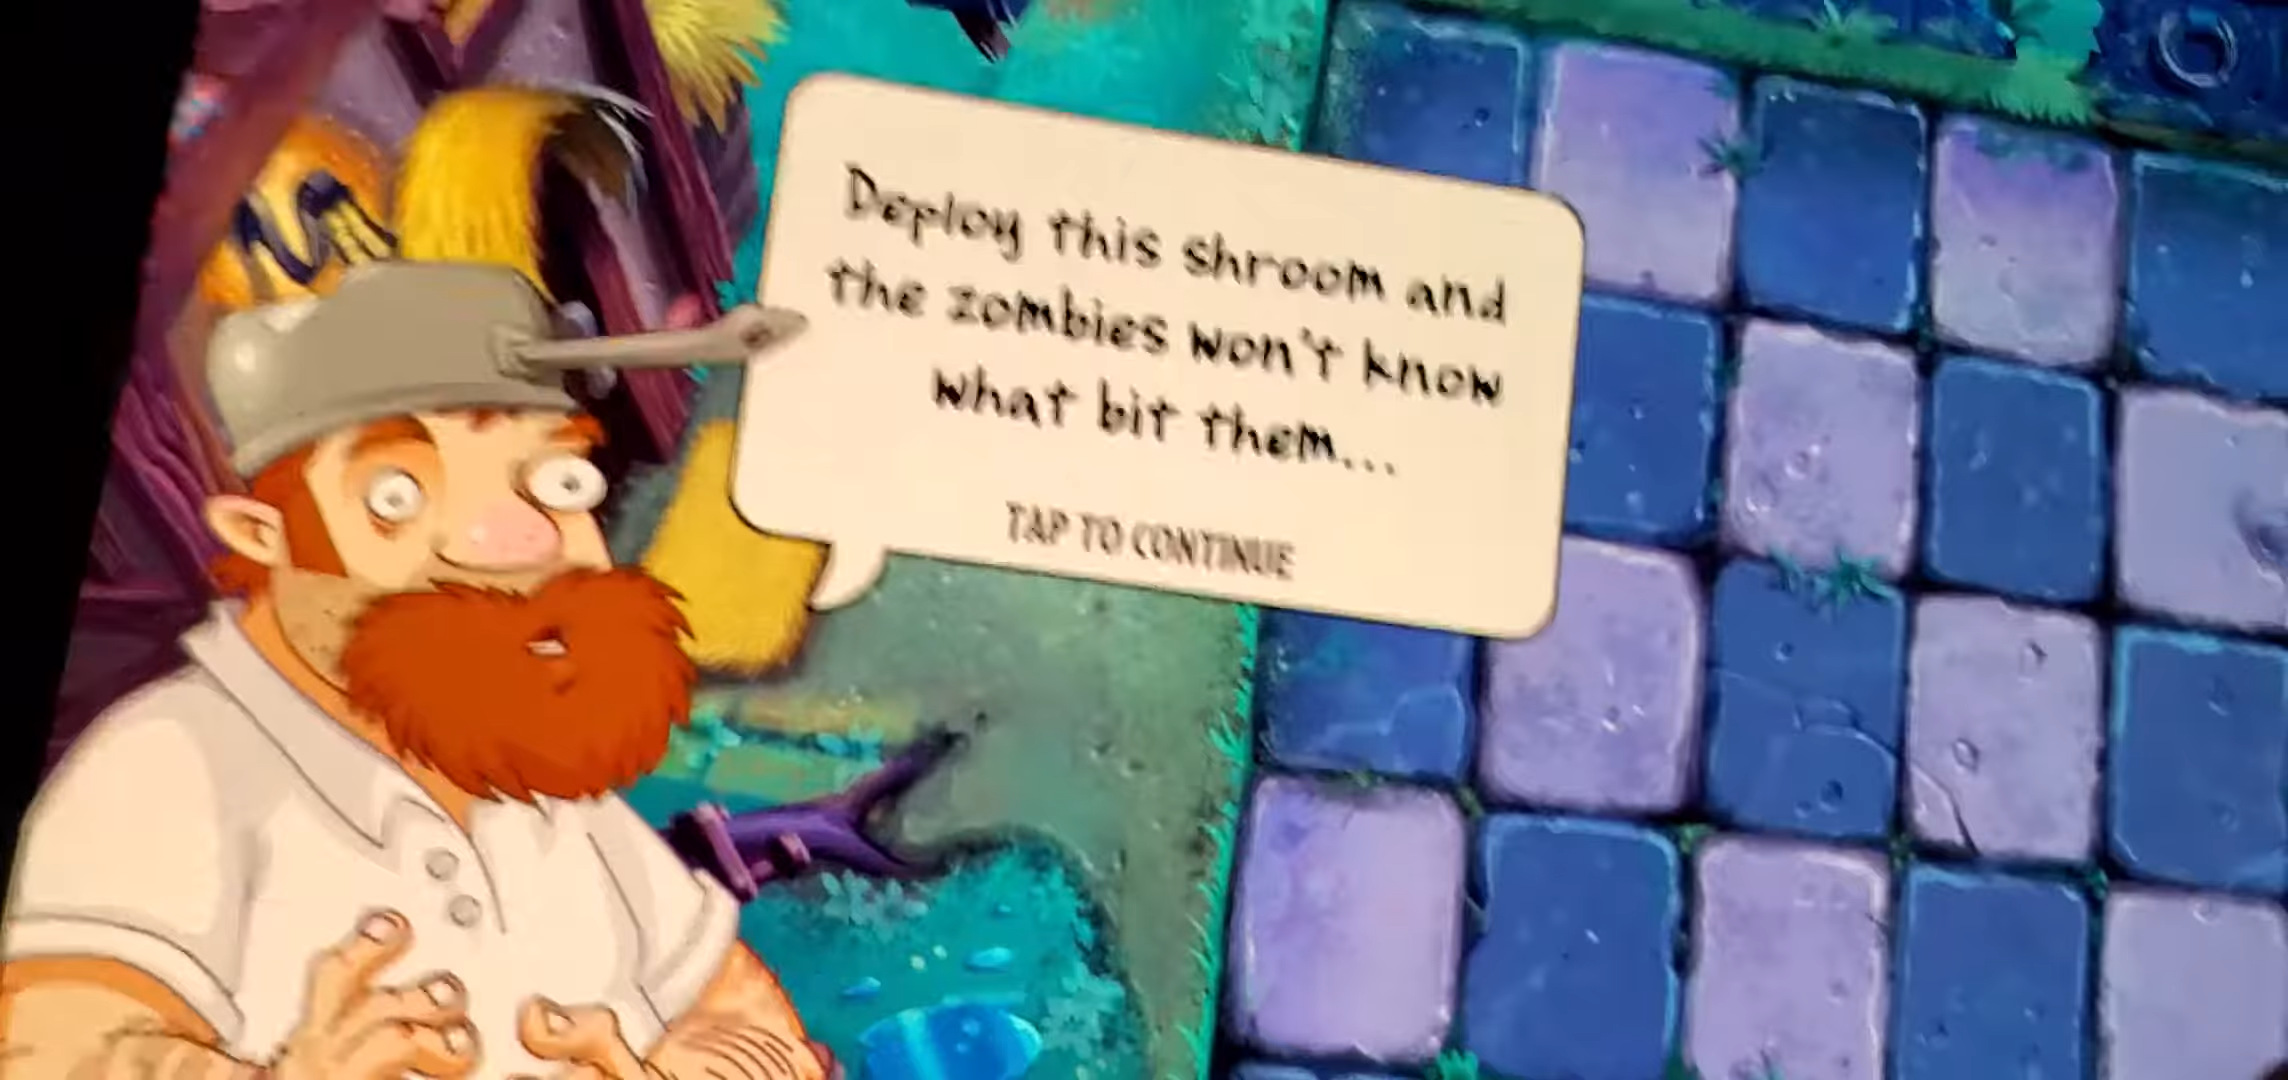 Deploy this shroom and
the zombies won't know
what bit them...
TAP TO CONTINUE